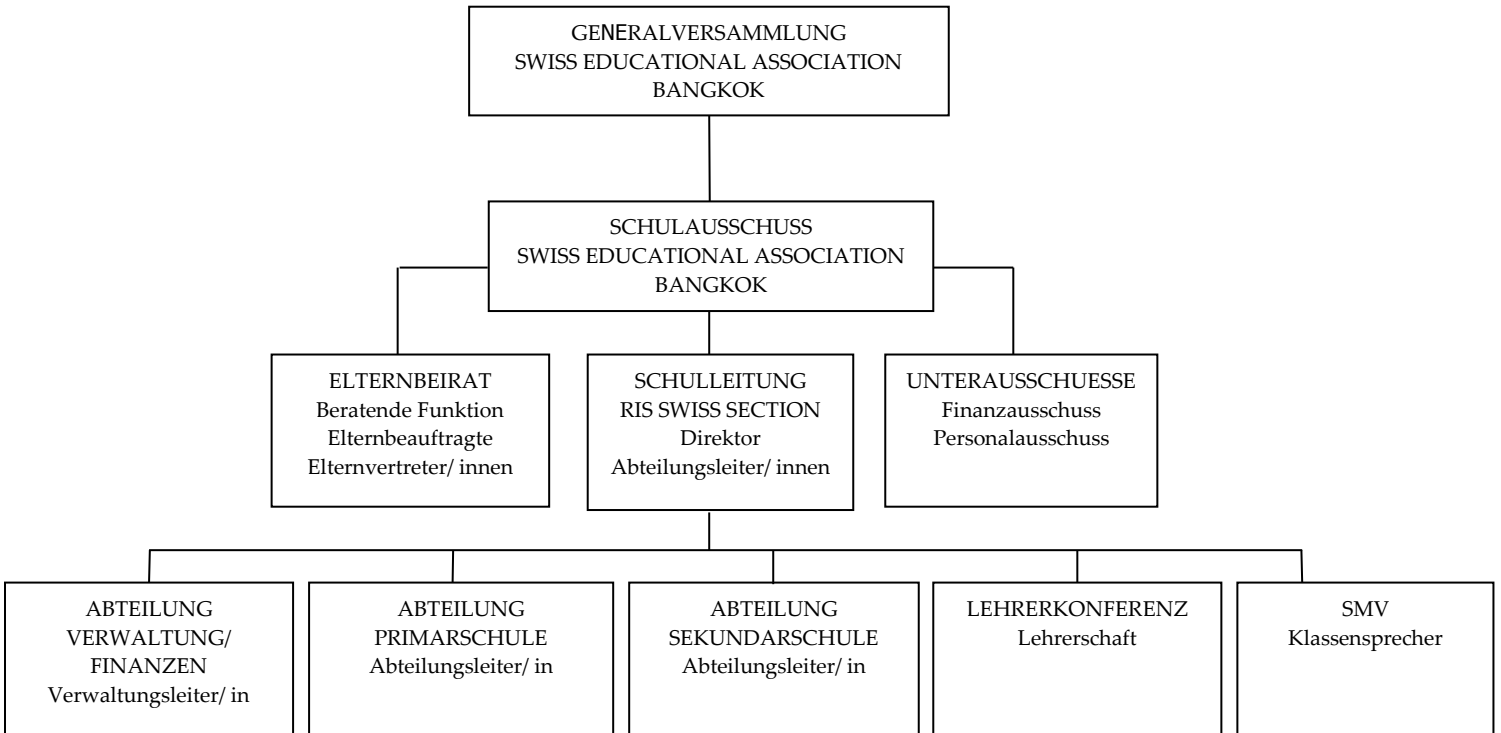 GENERALVERSAMMLUNG
SWISS EDUCATIONAL ASSOCIATION
BANGKOK
SCHULAUSSCHUSS
SWISS EDUCATIONAL ASSOCIATION
BANGKOK
ELTERNBEIRAT
Beratende Funktion
Elternbeauftragte
Elternvertreter/ innen
SCHULLEITUNG
RIS SWISS SECTION
Direktor
Abteilungsleiter/ innen
UNTERAUSSCHUESSE
Finanzausschuss
Personalausschuss
ABTEILUNG
VERWALTUNG/
FINANZEN
Verwaltungsleiter/ in
ABTEILUNG
PRIMARSCHULE
Abteilungsleiter/ in
ABTEILUNG
SEKUNDARSCHULE
Abteilungsleiter/ in
LEHRERKONFERENZ
Lehrerschaft
SMV
Klassensprecher